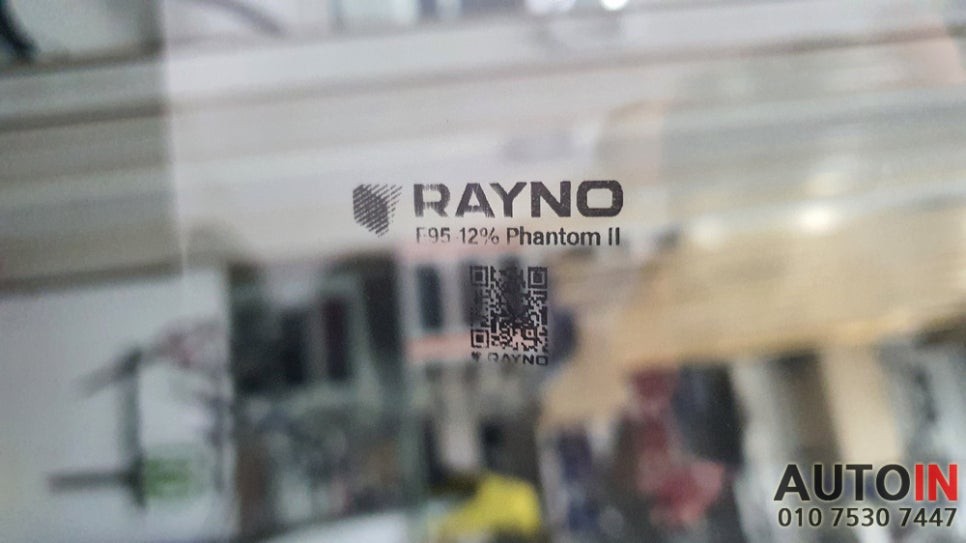 RAYNO
F95-12% Phantom II
RAYNO
AUTOIN
010 7530 7447